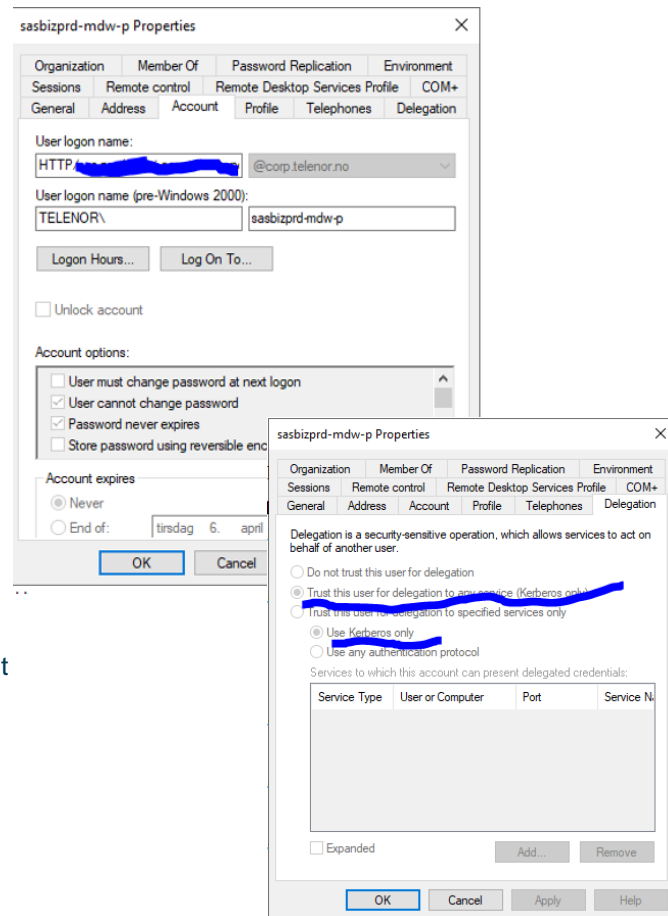 sasbizprd-mdw-p Properties
Organization Member Of Password Replication Environment
Sessions Remote control Remote Desktop Services Profile COM+
General Address Account Profile Telephones Delegation
User logon name:
HTTP/ @corp.telenor.no
User logon name (pre-Windows 2000):
TELENOR\ sasbizprd-mdw-p
Logon Hours... Log On To...
Unlock account
Account options:
User must change password at next logon
User cannot change password
Password never expires
Store password using reversible enc
Account expires
Never
End of: tirsdag 6. april
OK Cancel
t
sasbizprd-mdw-p Properties
Organization Member Of Password Replication Environment
Sessions Remote control Remote Desktop Services Profile COM+
General Address Account Profile Telephones Delegation
Delegation is a security-sensitive operation, which allows services to act on
behalf of another user.
Do not trust this user for delegation
Trust this user for delegation to any service (Kerberos only)
Trust this user for delegation to specified services only
Use Kerberos only
Use any authentication protocol
Services to which this account can present delegated credentials:
Service Type User or Computer Port Service N
Expanded Add... Remove
OK Cancel Apply Help